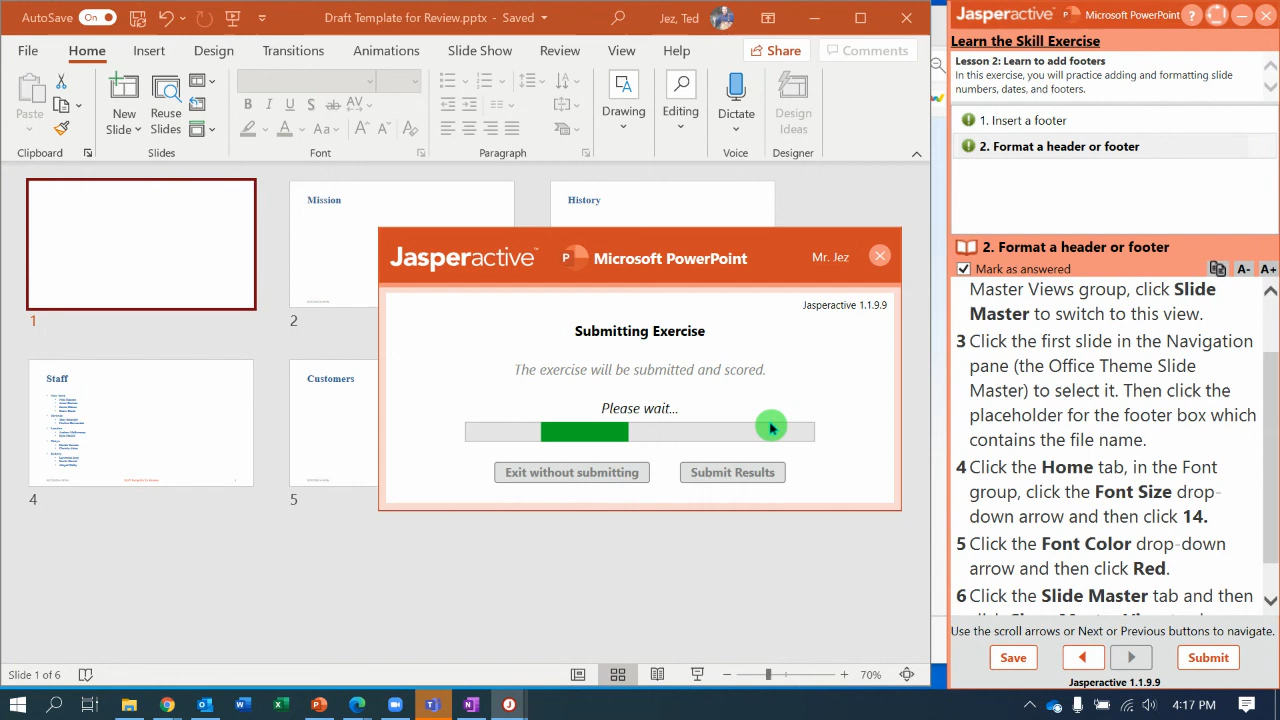 AutoSave On Draft Template for Review.pptx - Saved Jez, Ted
File Home Insert Design Transitions Animations Slide Show Review View Help Share Comments
Paste New Slide Reuse Slides Drawing Editing Dictate Design Ideas
Clipboard Slides Font Paragraph Voice Designer
1
Mission
2
History
Staff
4
Customers
5
Jasperactive Microsoft PowerPoint Mr. Jez
Jasperactive 1.1.9.9
Submitting Exercise
The exercise will be submitted and scored.
Please wait...
Exit without submitting Submit Results
Slide 1 of 6 70%
Jasperactive Microsoft PowerPoint
Learn the Skill Exercise
Lesson 2: Learn to add footers
In this exercise, you will practice adding and formatting slide
numbers, dates, and footers.
1. Insert a footer
2. Format a header or footer
2. Format a header or footer
Mark as answered A- A+
Master Views group, click Slide
Master to switch to this view.
3 Click the first slide in the Navigation
pane (the Office Theme Slide
Master) to select it. Then click the
placeholder for the footer box which
contains the file name.
4 Click the Home tab, in the Font
group, click the Font Size drop-
down arrow and then click 14.
5 Click the Font Color drop-down
arrow and then click Red.
6 Click the Slide Master tab and then
Use the scroll arrows or Next or Previous buttons to navigate.
Save Submit
Jasperactive 1.1.9.9
4:17 PM